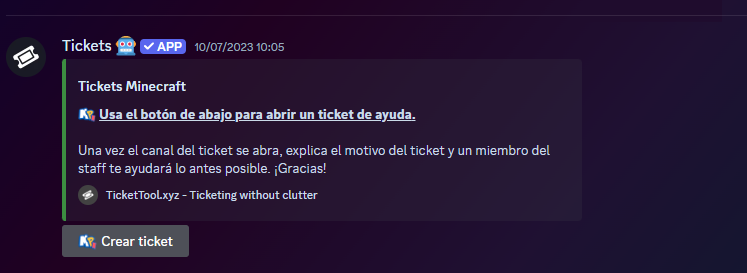 Tickets APP 10/07/2023 10:05
Tickets Minecraft
Usa el botón de abajo para abrir un ticket de ayuda.
Una vez el canal del ticket se abra, explica el motivo del ticket y un miembro del
staff te ayudará lo antes posible. ¡Gracias!
TicketTool.xyz - Ticketing without clutter
Crear ticket